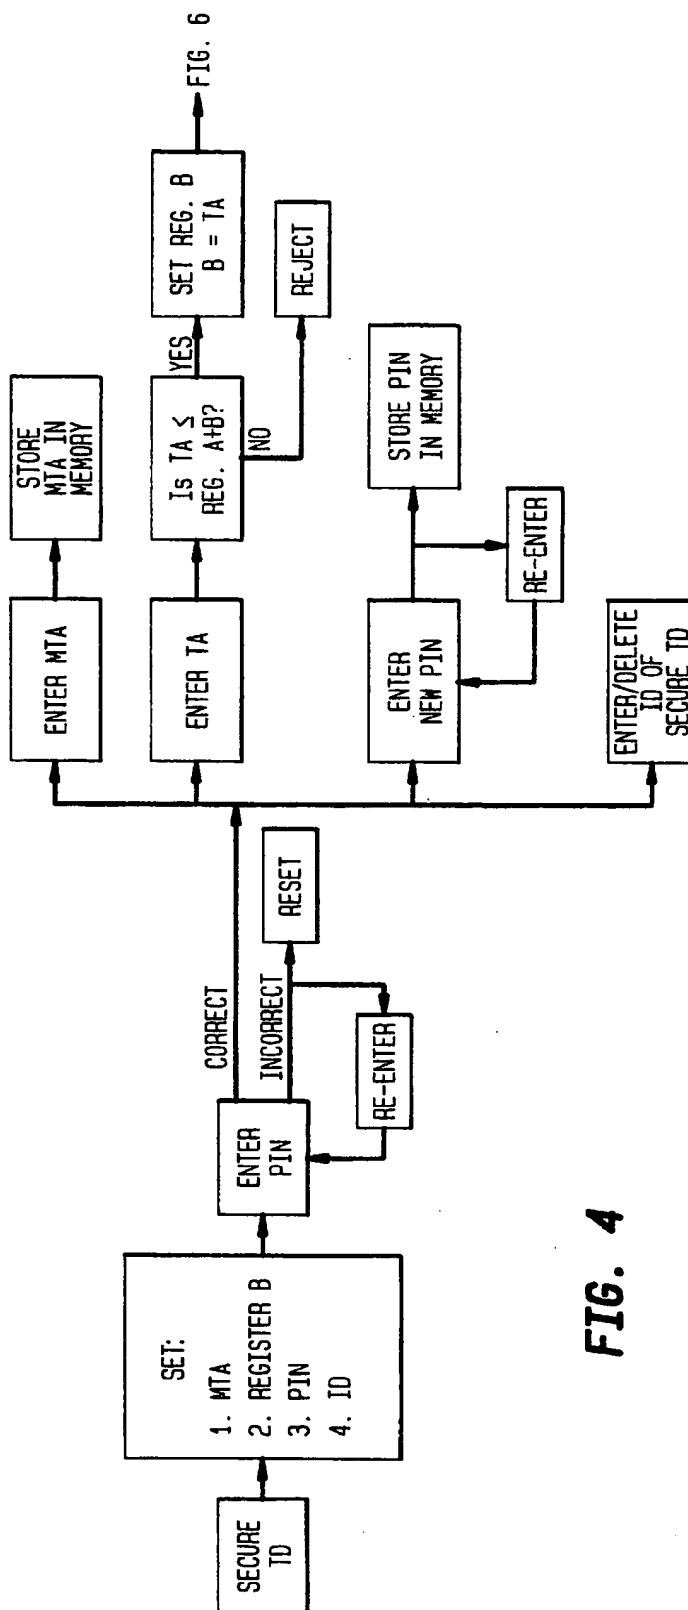 SECURE
TD
SET:
1. MTA
2. REGISTER B
3. PIN
4. ID
ENTER
PIN
CORRECT
INCORRECT
RESET
RE-ENTER
ENTER MTA
STORE
MTA IN
MEMORY
ENTER TA
Is TA ≤
REG. A+B?
YES
NO
SET REG. B
B = TA
FIG. 6
REJECT
ENTER
NEW PIN
STORE PIN
IN MEMORY
RE-ENTER
ENTER/DELETE
ID OF
SECURE TD
FIG. 4